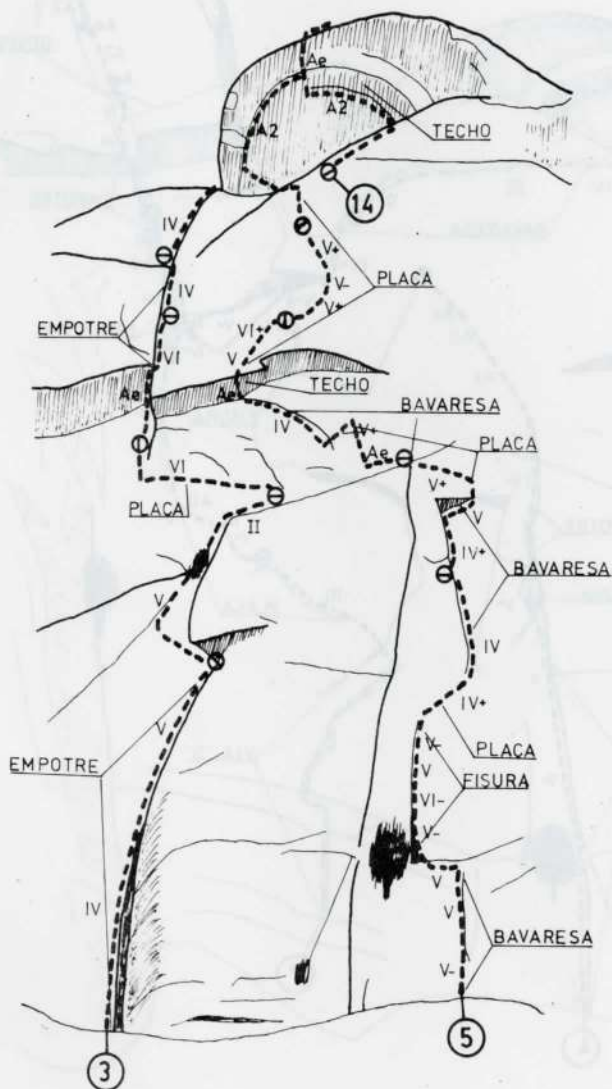 Ae
A2
A2
TECHO
14
IV
V+
IV
V-
PLACA
V+
EMPOTRE
VI+
VI
V
TECHO
Ae
Ae
BAVARESA
IV
V+
PLACA
Ae
VI
V+
PLACA
II
V
IV+
BAVARESA
V
IV
IV+
V
PLACA
V-
EMPOTRE
V
FISURA
VI-
V-
V
IV
V
BAVARESA
V-
3
5